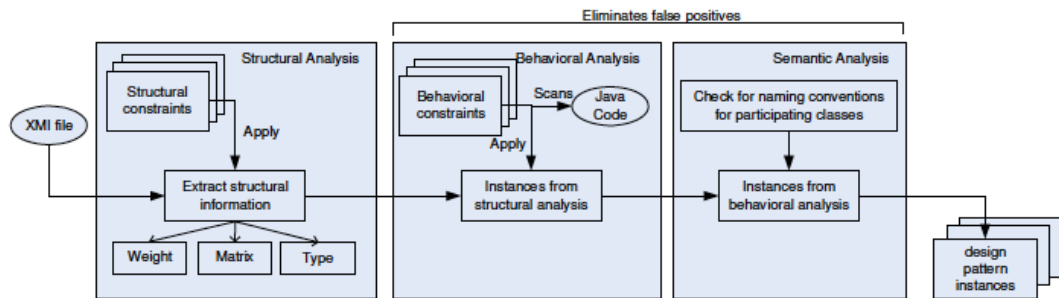 Eliminates false positives
Structural Analysis
Structural
constraints
XMI file
Apply
Extract structural
information
Weight
Matrix
Type
Behavioral Analysis
Behavioral
constraints
Scans
Java
Code
Apply
Instances from
structural analysis
Semantic Analysis
Check for naming conventions
for participating classes
Instances from
behavioral analysis
design
pattern
instances